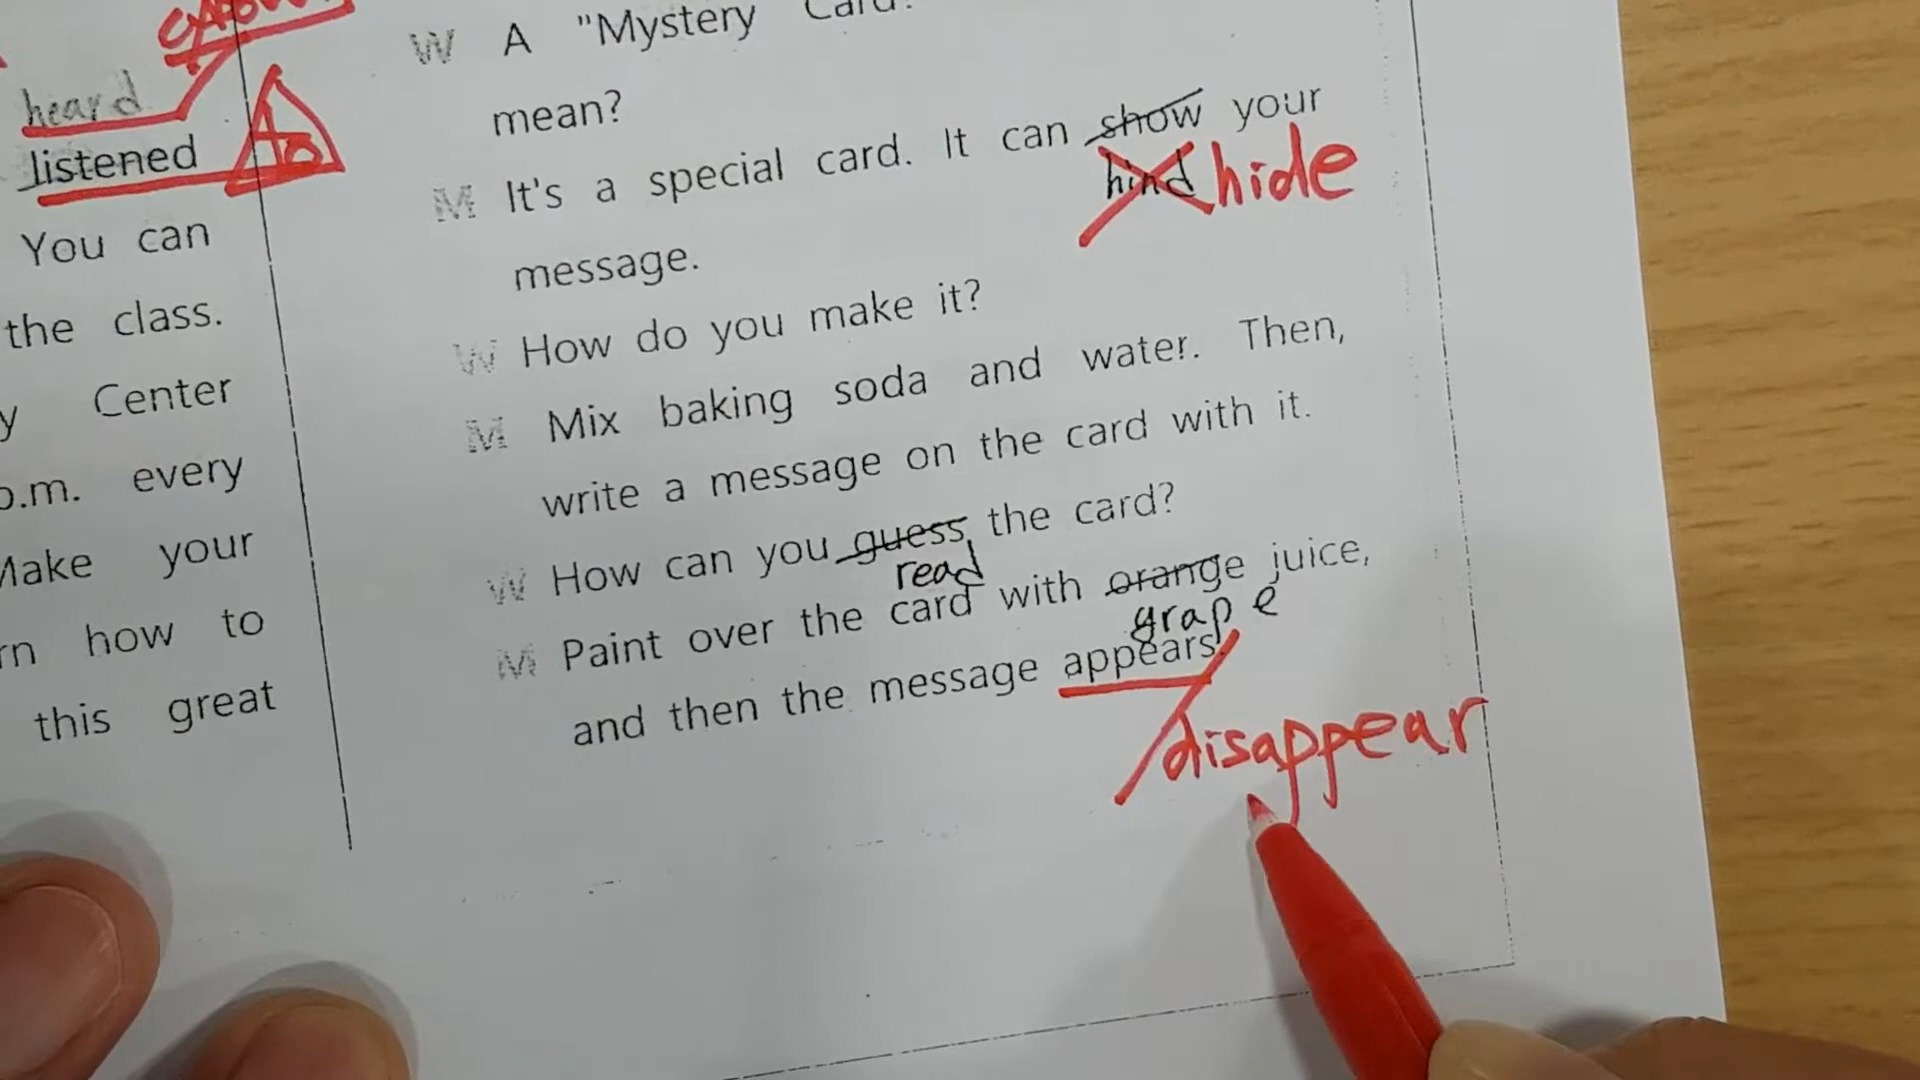 heard
listened to
You can
the class.
Center
p.m. every
Make your
how to
this great
W A "Mystery Card
mean?
M It's a special card. It can show your
hind hide
message.
W How do you make it?
M Mix baking soda and water. Then,
write a message on the card with it.
W How can you guess the card?
read
M Paint over the card with orange juice,
grape
and then the message appears.
disappear